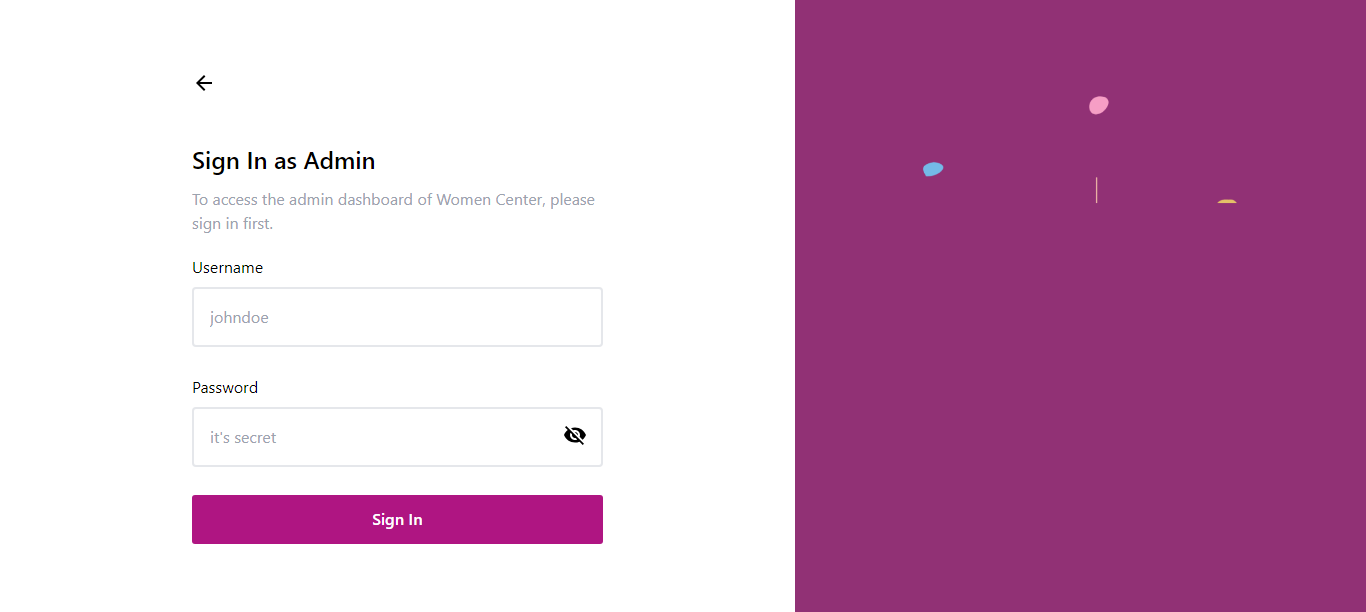 Sign In as Admin
To access the admin dashboard of Women Center, please
sign in first.
Username
johndoe
Password
it's secret
Sign In